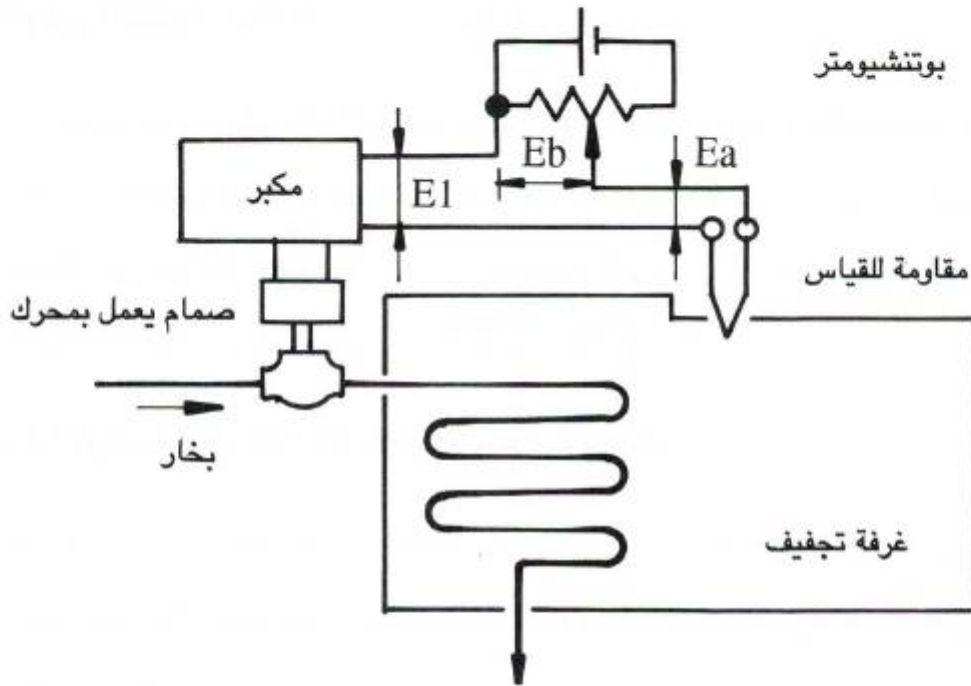 بوتنشيومتر
Eb
Ea
مكبر
E1
مقاومة للقياس
صمام يعمل بمحرك
بخار
غرفة تجفيف